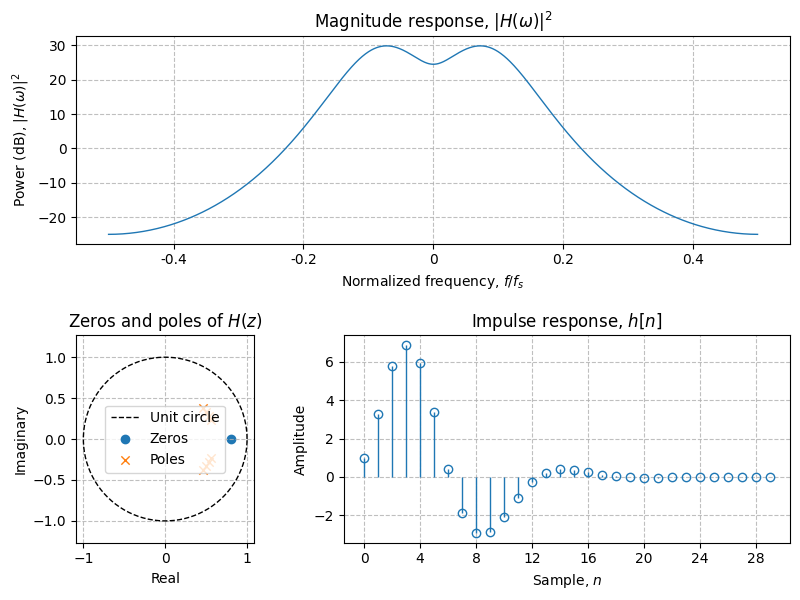 Magnitude response, $|H(\omega)|^2$
Power (dB), $|H(\omega)|^2$
30
20
10
0
−10
−20
-0.4
-0.2
0
0.2
0.4
Normalized frequency, $f/f_s$
Zeros and poles of $H(z)$
Imaginary
1.0
0.5
0.0
−0.5
−1.0
Unit circle
Zeros
Poles
−1
0
1
Real
Impulse response, $h[n]$
Amplitude
6
4
2
0
−2
0
4
8
12
16
20
24
28
Sample, $n$